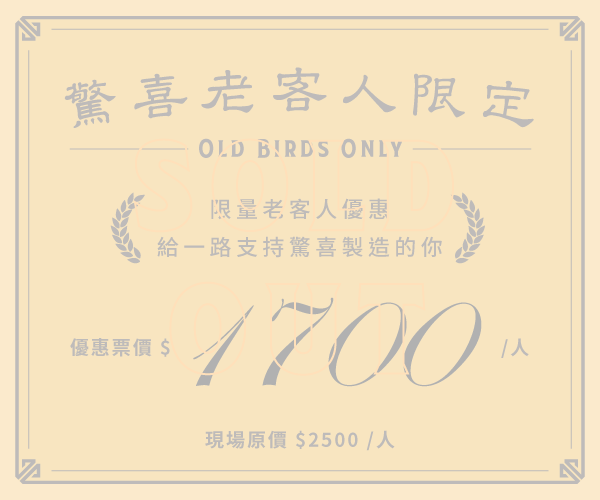 驚喜老客人限定
OLD BIRDS ONLY
限量老客人優惠
給一路支持驚喜製造的你
優惠票價 $ 1700 /人
現場原價 $2500 /人